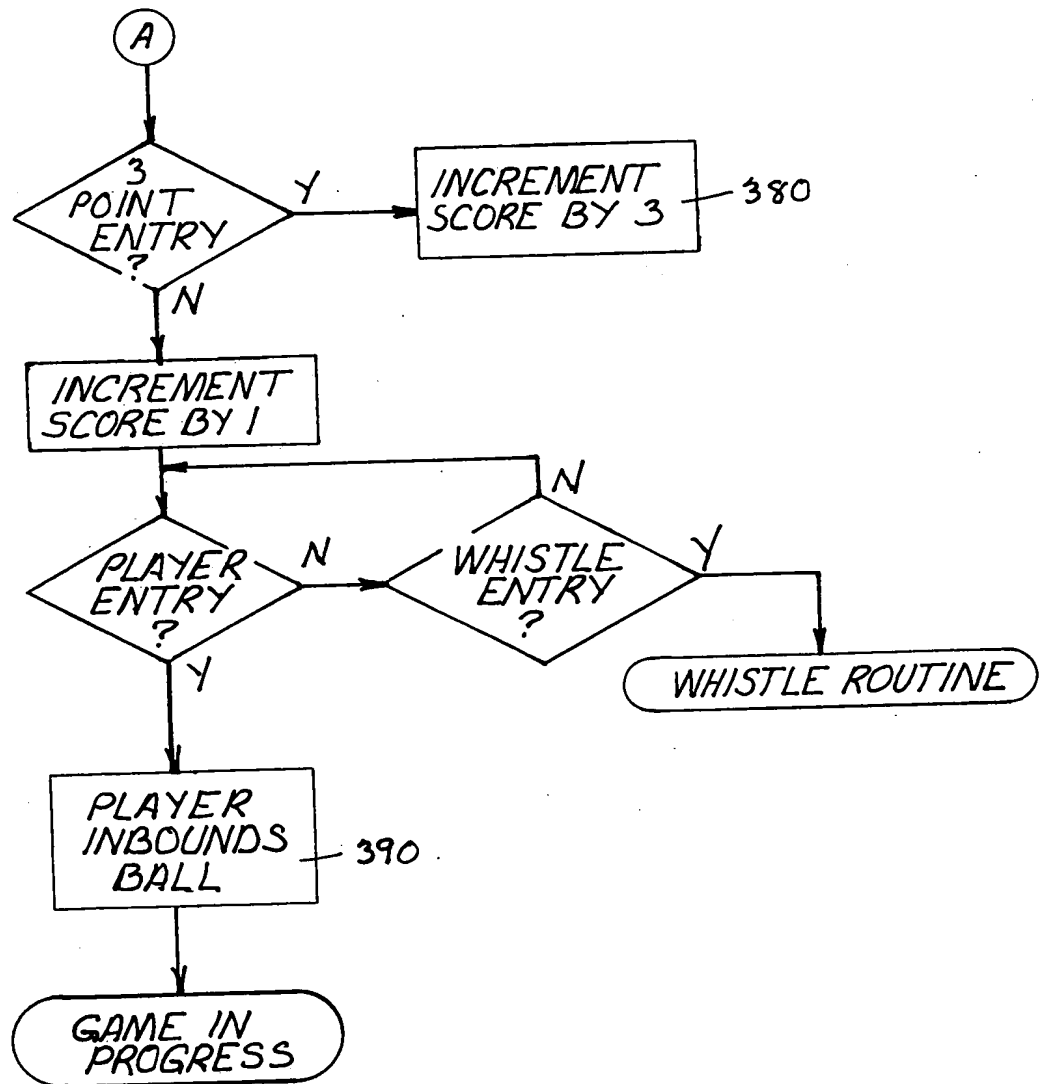 A
3
POINT
ENTRY
?
Y
INCREMENT
SCORE BY 3
380
N
INCREMENT
SCORE BY 1
PLAYER
ENTRY
?
N
WHISTLE
ENTRY
?
N
Y
WHISTLE ROUTINE
Y
PLAYER
INBOUNDS
BALL
390
GAME IN
PROGRESS